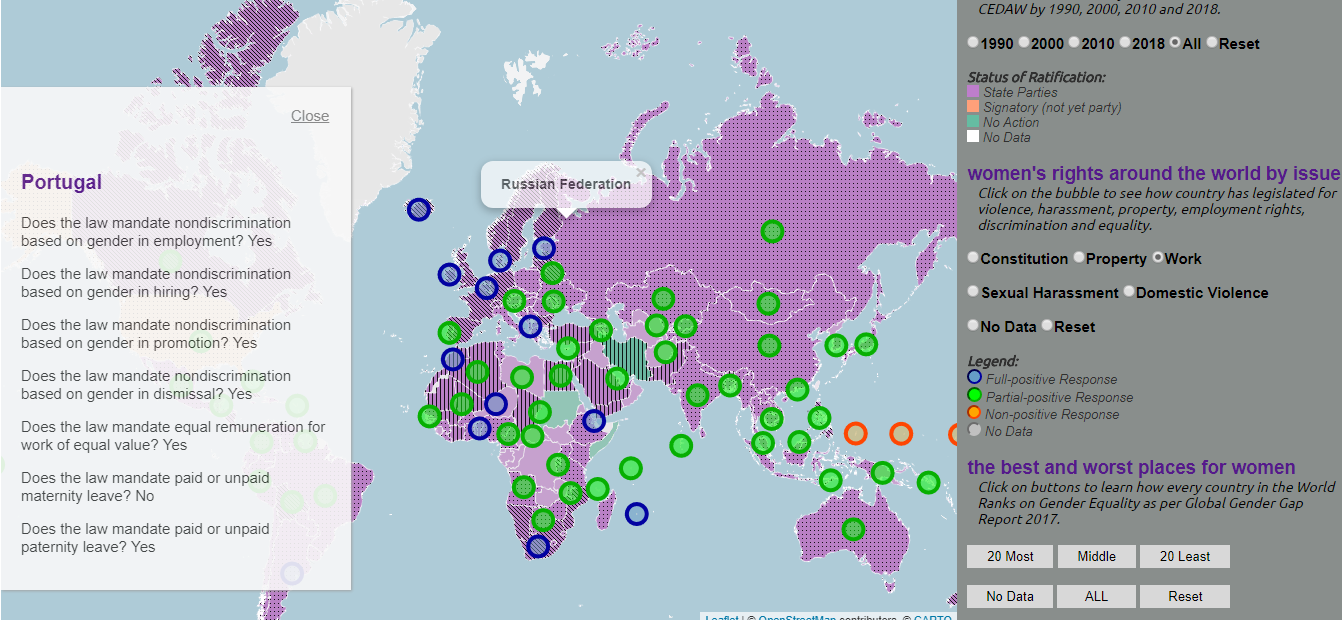 Close
Portugal
Does the law mandate nondiscrimination
based on gender in employment? Yes
Does the law mandate nondiscrimination
based on gender in hiring? Yes
Does the law mandate nondiscrimination
based on gender in promotion? Yes
Does the law mandate nondiscrimination
based on gender in dismissal? Yes
Does the law mandate equal remuneration for
work of equal value? Yes
Does the law mandate paid or unpaid
maternity leave? No
Does the law mandate paid or unpaid
paternity leave? Yes
Russian Federation
×
Leaflet | © OpenStreetMap contributors, © CARTO
CEDAW by 1990, 2000, 2010 and 2018.
1990 2000 2010 2018 All Reset
Status of Ratification:
State Parties
Signatory (not yet party)
No Action
No Data
women's rights around the world by issue
Click on the bubble to see how country has legislated for
violence, harassment, property, employment rights,
discrimination and equality.
Constitution Property Work
Sexual Harassment Domestic Violence
No Data Reset
Legend:
Full-positive Response
Partial-positive Response
Non-positive Response
No Data
the best and worst places for women
Click on buttons to learn how every country in the World
Ranks on Gender Equality as per Global Gender Gap
Report 2017.
20 Most Middle 20 Least
No Data ALL Reset